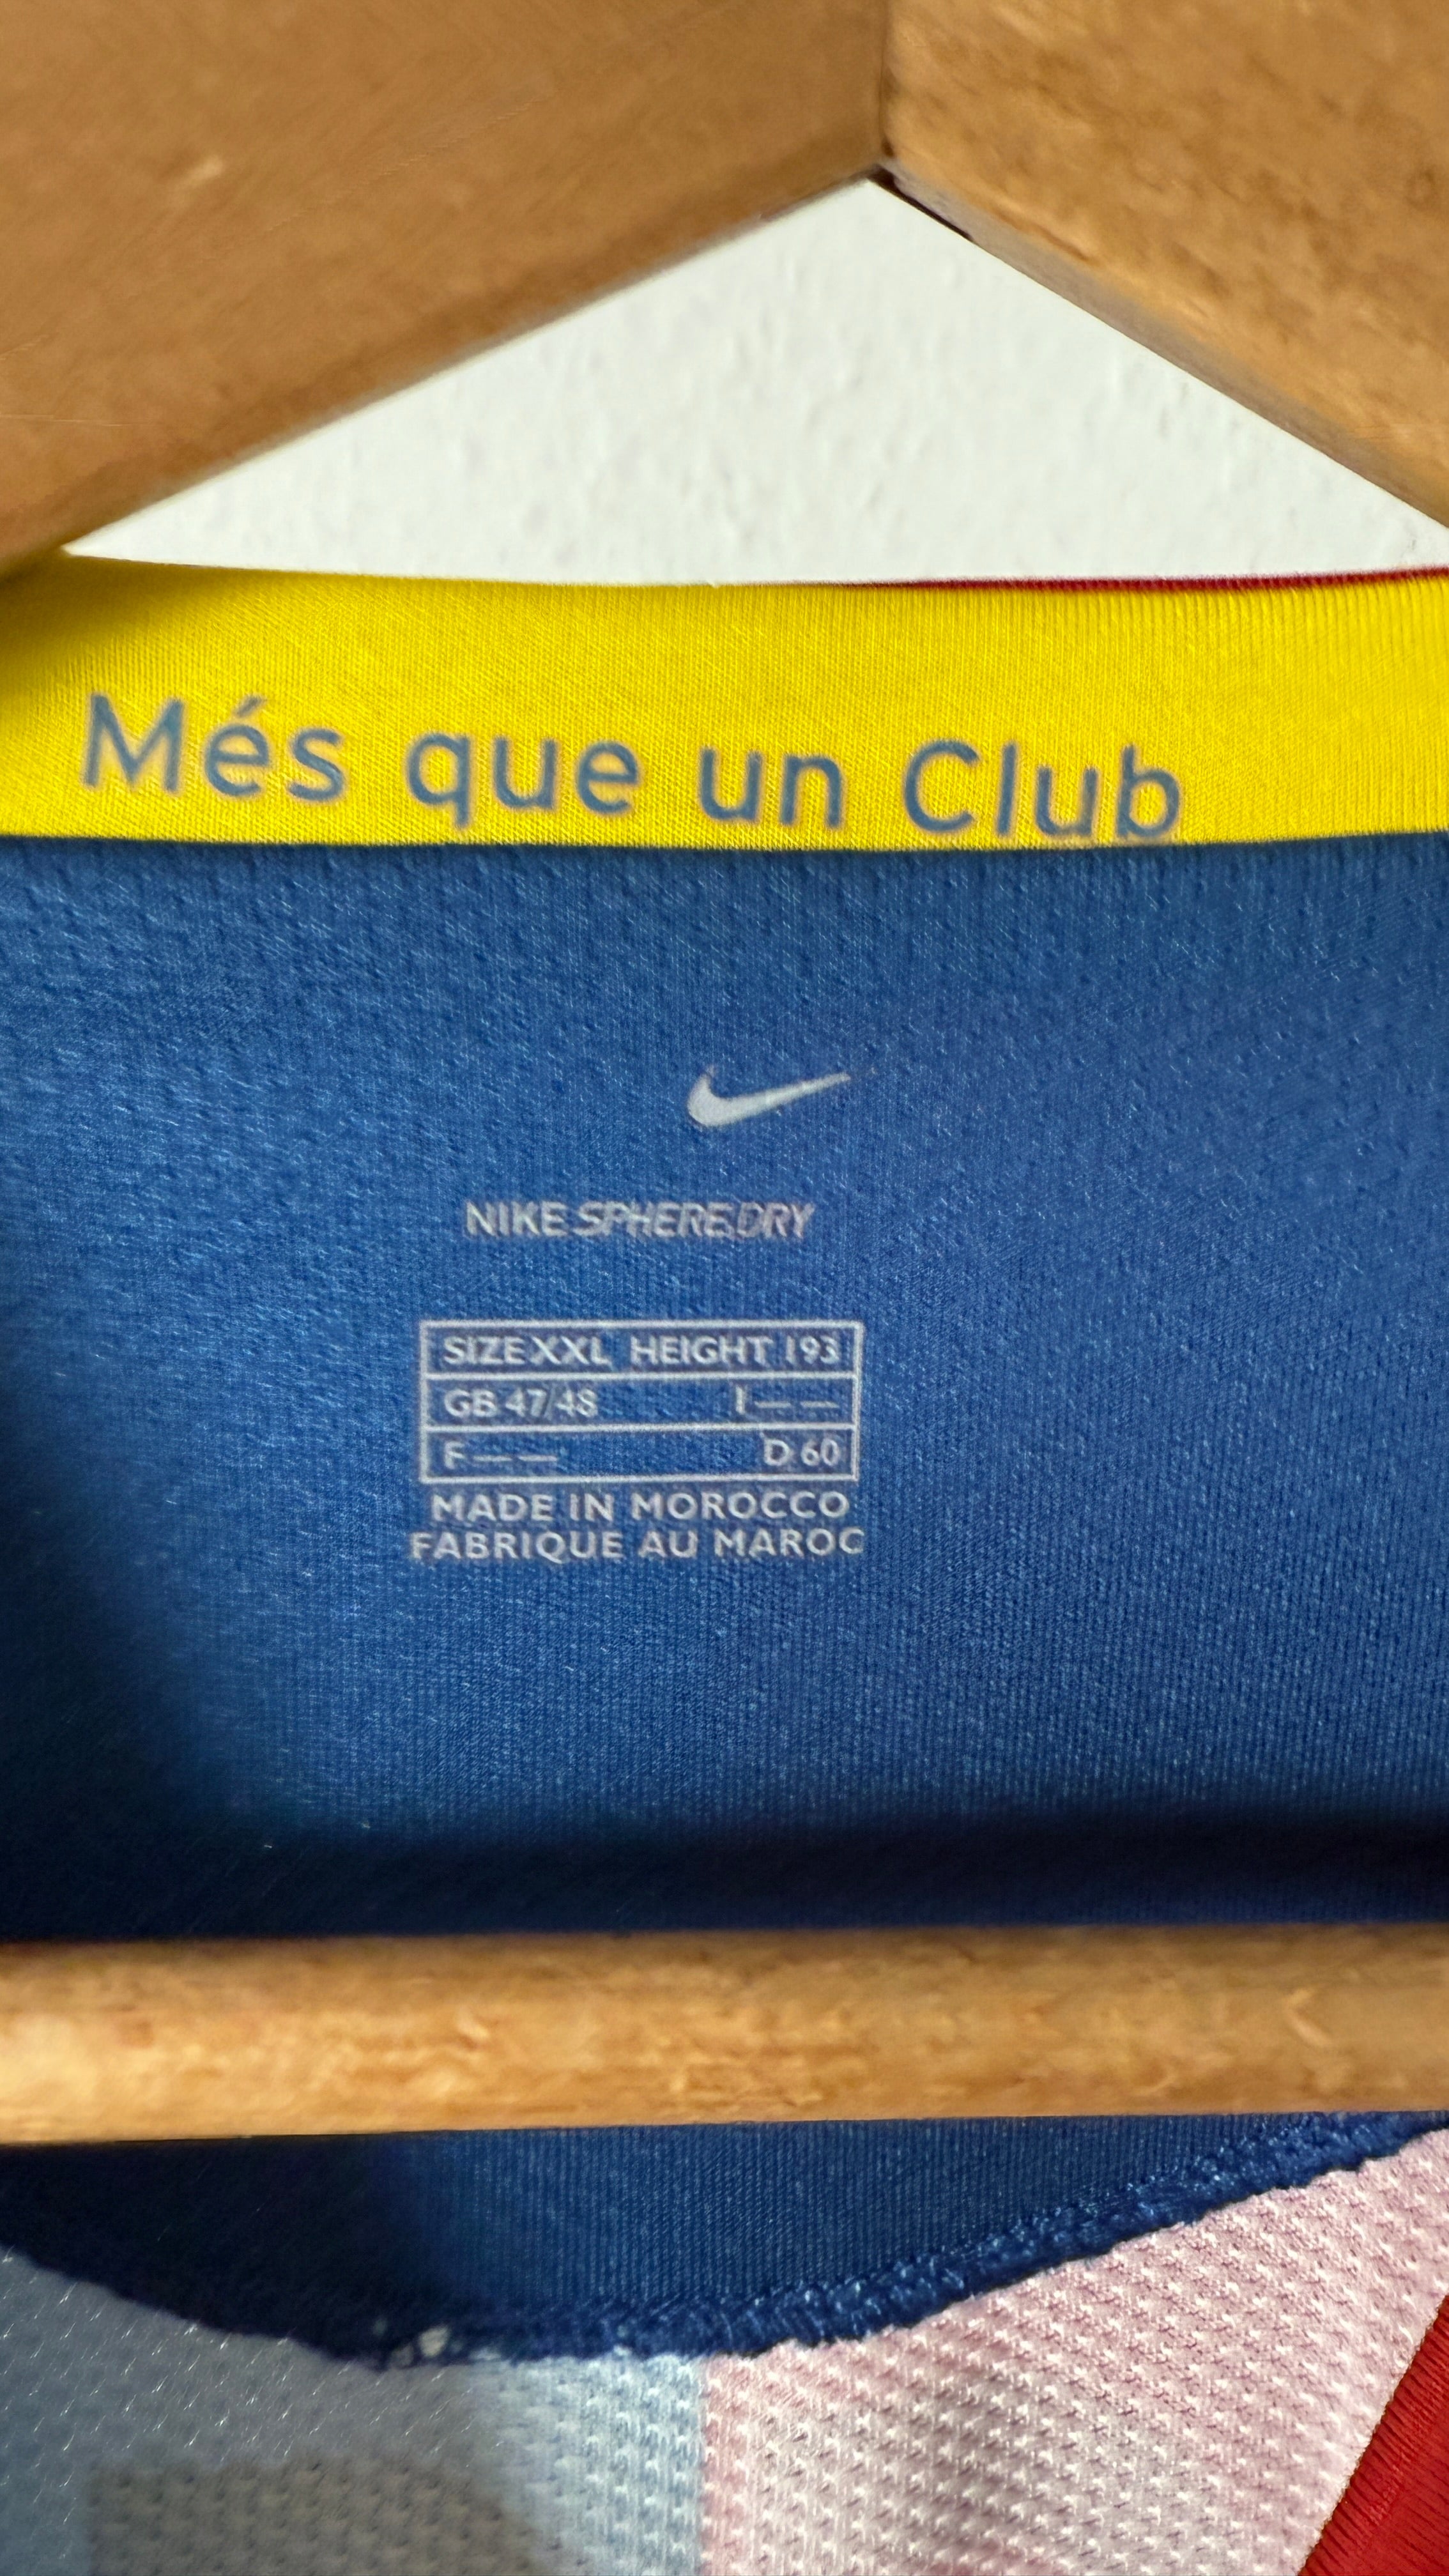 Més que un Club
NIKE SPHERE DRY
SIZE XXL HEIGHT 193
GB 47/48 I — —
F — — D 60
MADE IN MOROCCO
FABRIQUE AU MAROC